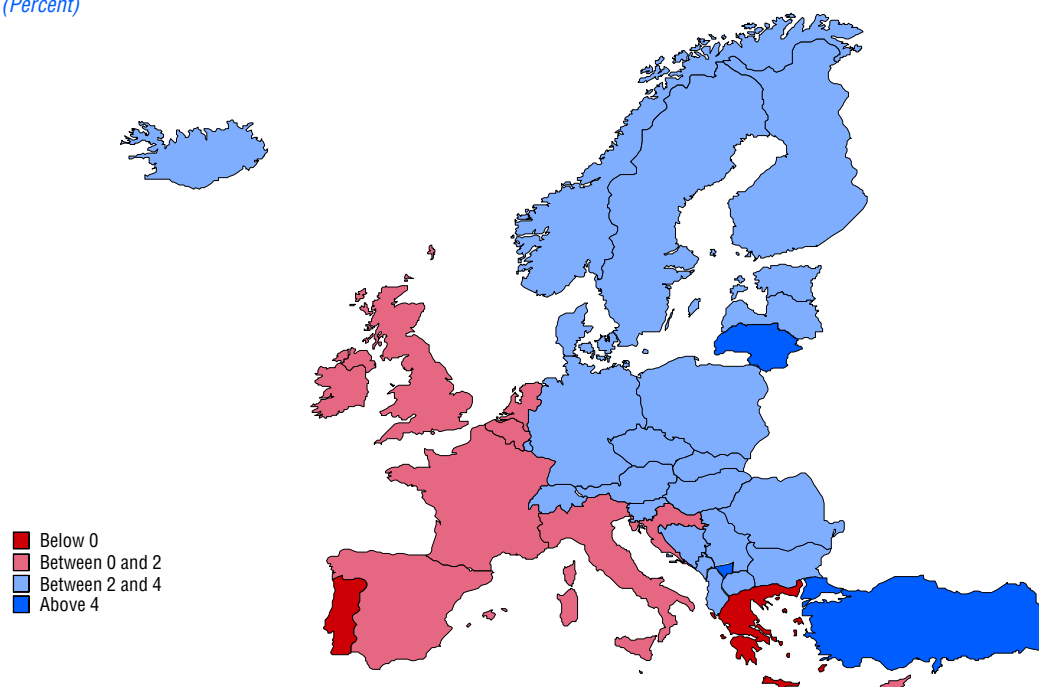 (Percent)
Below 0
Between 0 and 2
Between 2 and 4
Above 4